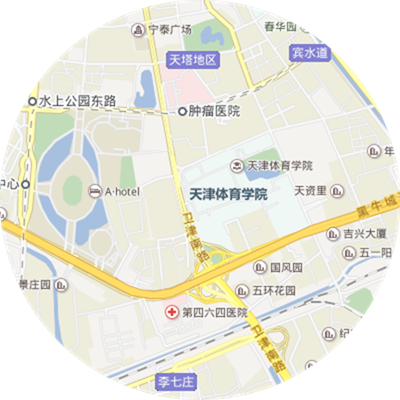 宁泰广场
春华园
天塔地区
宾水道
水上公园东路
肿瘤医院
年
天津体育学院
中心
A·hotel
天津体育学院
天资里
黑牛城
卫津南路
吉兴大厦
五一阳
国风园
景庄园
五环花园
第四六四医院
卫津南路
纪
李七庄